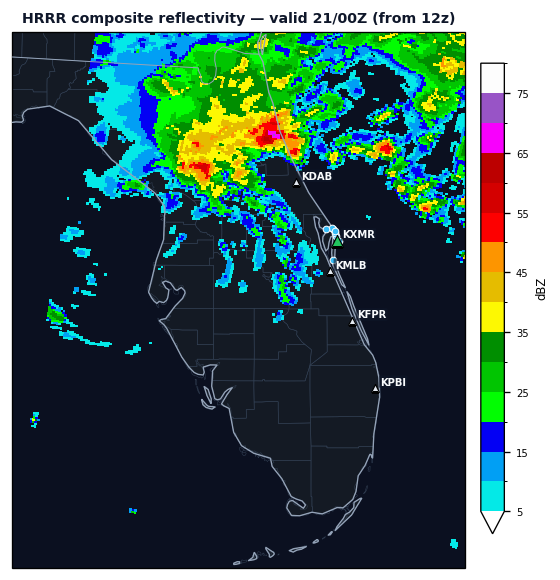 HRRR composite reflectivity — valid 21/00Z (from 12z)
75
65
55
45
35
25
15
5
dBZ
KDAB
KXMR
KMLB
KFPR
KPBI